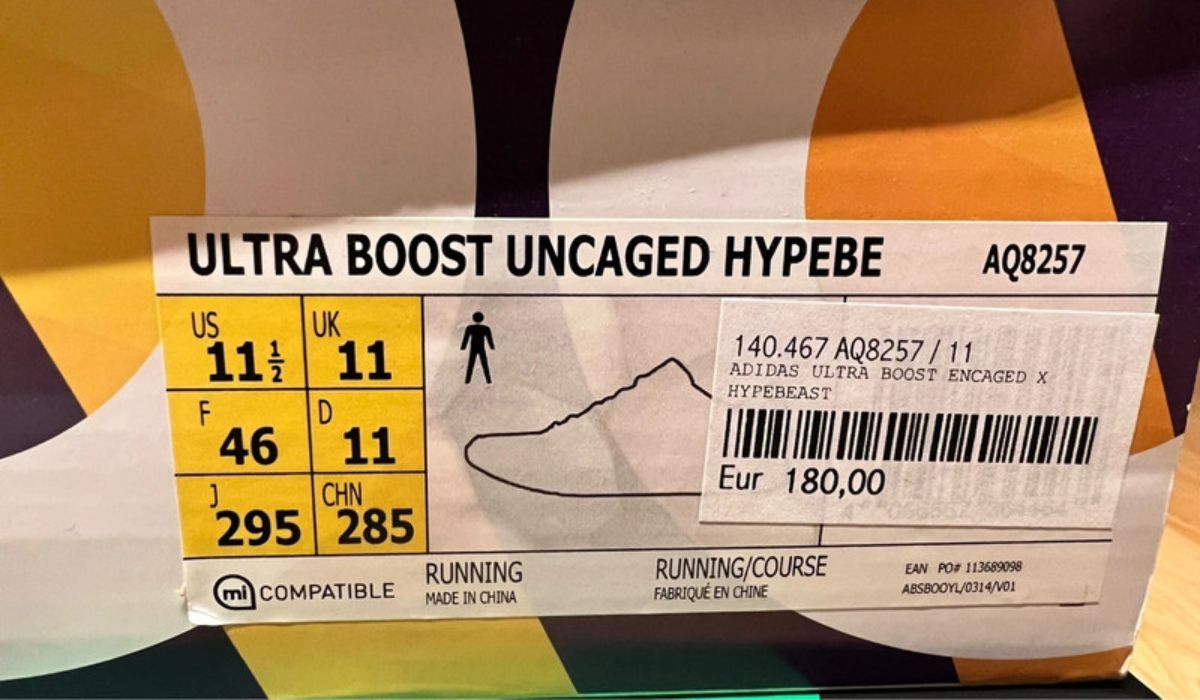 ULTRA BOOST UNCAGED HYPEBE AQ8257
US 11 1/2 UK 11
F 46 D 11
J 295 CHN 285
140.467 AQ8257 / 11
ADIDAS ULTRA BOOST ENCAGED X
HYPEBEAST
Eur 180,00
mi COMPATIBLE
RUNNING
MADE IN CHINA
RUNNING/COURSE
FABRIQUÉ EN CHINE
EAN PO# 113689098
ABSBOOYL/0314/V01